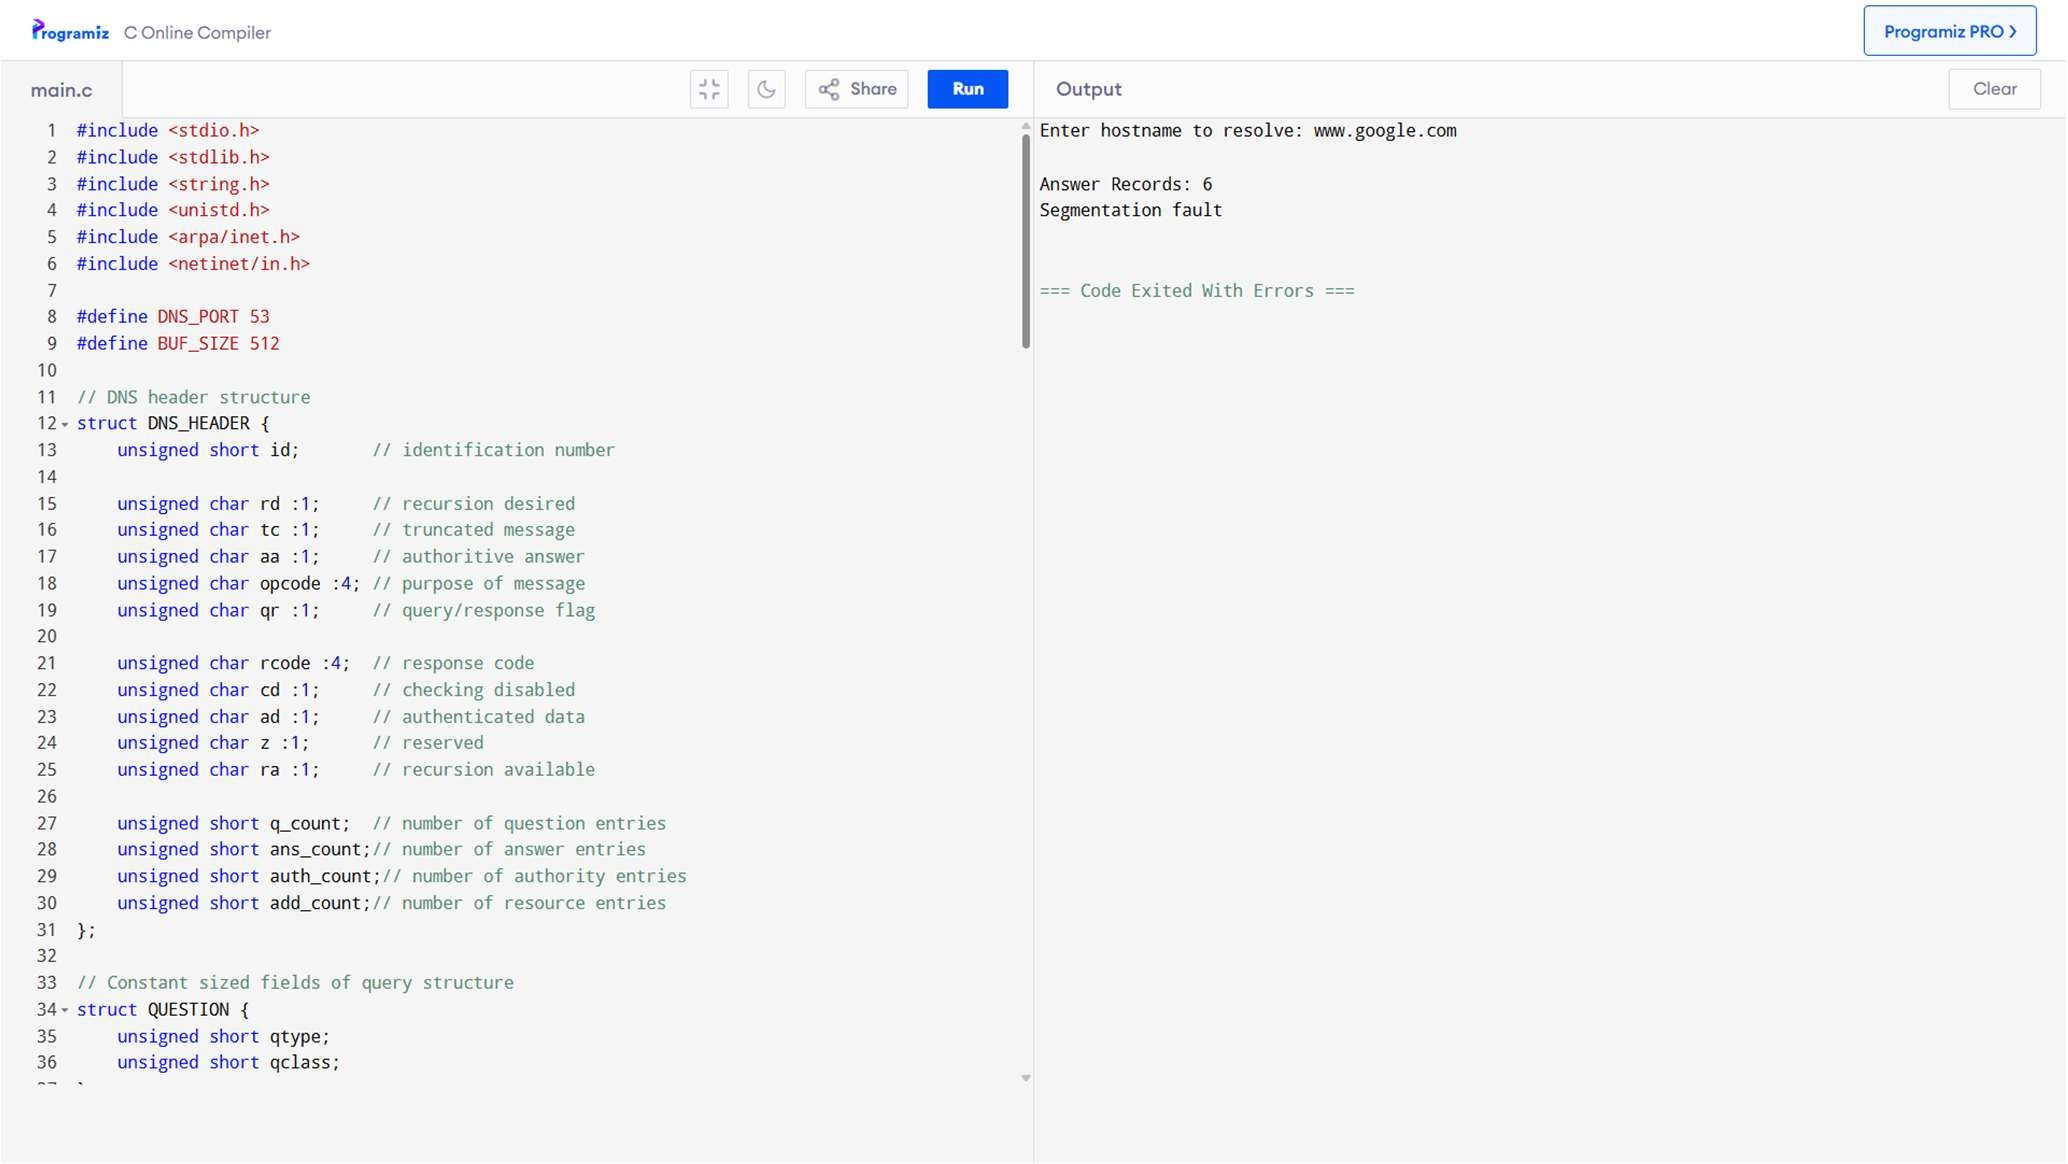 Programiz C Online Compiler Programiz PRO
main.c Share Run Output Clear
1 #include <stdio.h>
2 #include <stdlib.h>
3 #include <string.h>
4 #include <unistd.h>
5 #include <arpa/inet.h>
6 #include <netinet/in.h>
7
8 #define DNS_PORT 53
9 #define BUF_SIZE 512
10
11 // DNS header structure
12 struct DNS_HEADER {
13     unsigned short id;       // identification number
14
15     unsigned char rd :1;     // recursion desired
16     unsigned char tc :1;     // truncated message
17     unsigned char aa :1;     // authoritive answer
18     unsigned char opcode :4; // purpose of message
19     unsigned char qr :1;     // query/response flag
20
21     unsigned char rcode :4;  // response code
22     unsigned char cd :1;     // checking disabled
23     unsigned char ad :1;     // authenticated data
24     unsigned char z :1;      // reserved
25     unsigned char ra :1;     // recursion available
26
27     unsigned short q_count;  // number of question entries
28     unsigned short ans_count;// number of answer entries
29     unsigned short auth_count;// number of authority entries
30     unsigned short add_count;// number of resource entries
31 };
32
33 // Constant sized fields of query structure
34 struct QUESTION {
35     unsigned short qtype;
36     unsigned short qclass;
Enter hostname to resolve: www.google.com
Answer Records: 6
Segmentation fault
=== Code Exited With Errors ===